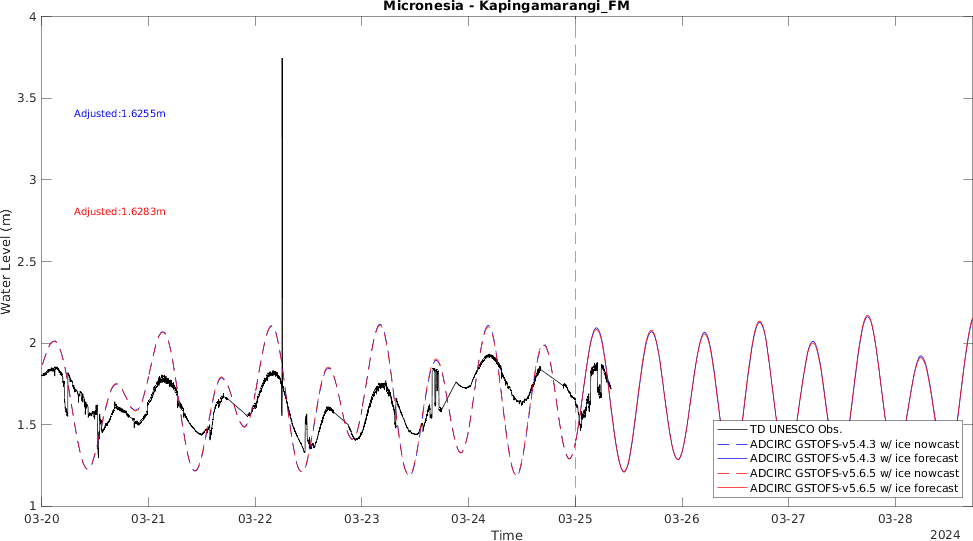 Micronesia - Kapingamarangi_FM
4
3.5
3
2.5
2
1.5
1
Water Level (m)
Adjusted:1.6255m
Adjusted:1.6283m
TD UNESCO Obs.
ADCIRC GSTOFS-v5.4.3 w/ ice nowcast
ADCIRC GSTOFS-v5.4.3 w/ ice forecast
ADCIRC GSTOFS-v5.6.5 w/ ice nowcast
ADCIRC GSTOFS-v5.6.5 w/ ice forecast
03-20 03-21 03-22 03-23 03-24 03-25 03-26 03-27 03-28
Time
2024